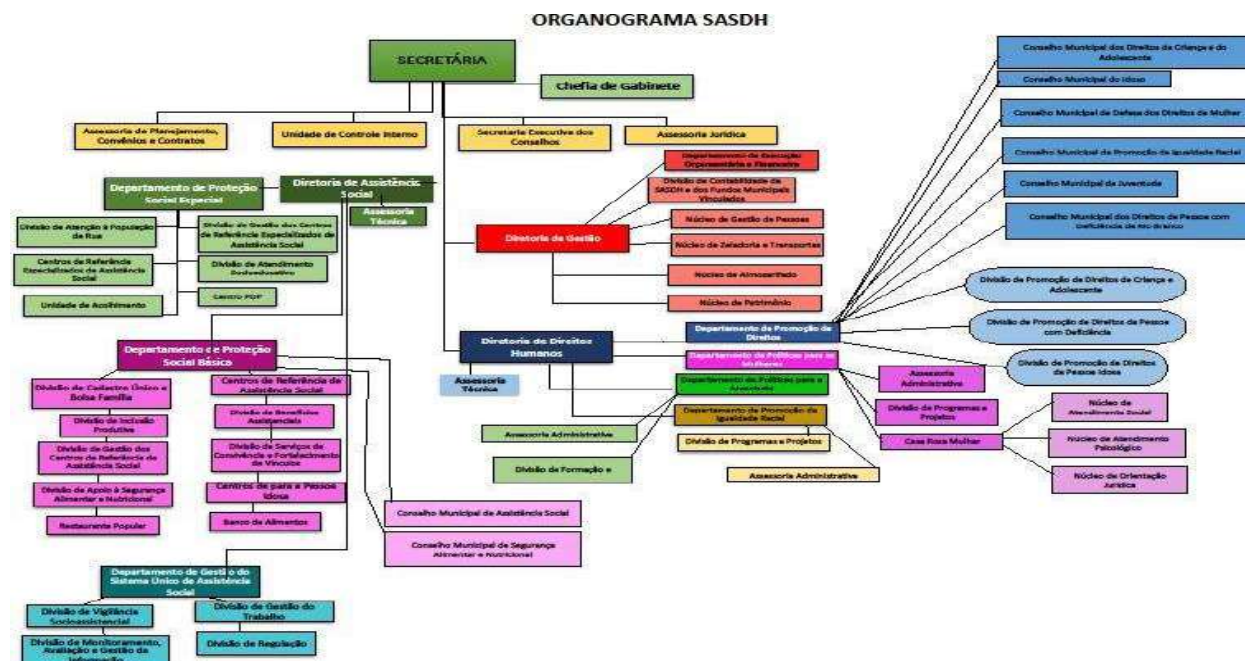 ORGANOGRAMA SASDH
SECRETÁRIA
Chefia de Gabinete
Assessoria de Planejamento,
Convênios e Contratos
Unidade de Controle Interno
Secretaria Executiva dos
Conselhos
Assessoria Jurídica
Conselho Municipal dos Direitos da Criança e do
Adolescente
Conselho Municipal do Idoso
Conselho Municipal de Defesa dos Direitos da Mulher
Conselho Municipal de Promoção da Igualdade Racial
Conselho Municipal da Juventude
Conselho Municipal dos Direitos da Pessoa com
Deficiência de Rio Branco
Departamento de Proteção
Social Especial
Diretoria de Assistência
Social
Assessoria
Técnica
Divisão de Atenção à População
de Rua
Divisão de Gestão dos Centros
de Referência Especializados de
Assistência Social
Centros de Referência
Especializados de Assistência
Social
Divisão de Atendimento
Socioeducativo
Unidade de Acolhimento
Centro POP
Departamento de Execução
Orçamentária e Financeira
Divisão de Contabilidade da
SASDH e dos Fundos Municipais
Vinculados
Diretoria de Gestão
Núcleo de Gestão de Pessoas
Núcleo de Zeladoria e Transportes
Núcleo de Almoxarifado
Núcleo de Patrimônio
Diretoria de Direitos
Humanos
Assessoria
Técnica
Departamento de Promoção de
Direitos
Divisão de Promoção de Direitos da Criança e
Adolescente
Divisão de Promoção de Direitos da Pessoa
com Deficiência
Divisão de Promoção de Direitos
da Pessoa Idosa
Departamento de Políticas para as
Mulheres
Assessoria
Administrativa
Divisão de Programas e
Projetos
Casa Rosa Mulher
Núcleo de
Atendimento Social
Núcleo de Atendimento
Psicológico
Núcleo de Orientação
Jurídica
Departamento de Políticas para a
Juventude
Assessoria Administrativa
Divisão de Formação e
Departamento de Promoção da
Igualdade Racial
Divisão de Programas e Projetos
Assessoria Administrativa
Departamento de Proteção
Social Básica
Divisão de Cadastro Único e
Bolsa Família
Centros de Referência de
Assistência Social
Divisão de Inclusão
Produtiva
Divisão de Benefícios
Assistenciais
Divisão de Gestão dos
Centros de Referência
de Assistência Social
Divisão de Serviços de
Convivência e Fortalecimento
de Vínculos
Divisão de Apoio à Segurança
Alimentar e Nutricional
Centros de para a Pessoa
Idosa
Restaurante Popular
Banco de Alimentos
Conselho Municipal de Assistência Social
Conselho Municipal de Segurança
Alimentar e Nutricional
Departamento de Gestão do
Sistema Único de Assistência
Social
Divisão de Vigilância
Socioassistencial
Divisão de Gestão do
Trabalho
Divisão de Monitoramento,
Avaliação e Gestão da
Informação
Divisão de Regulação